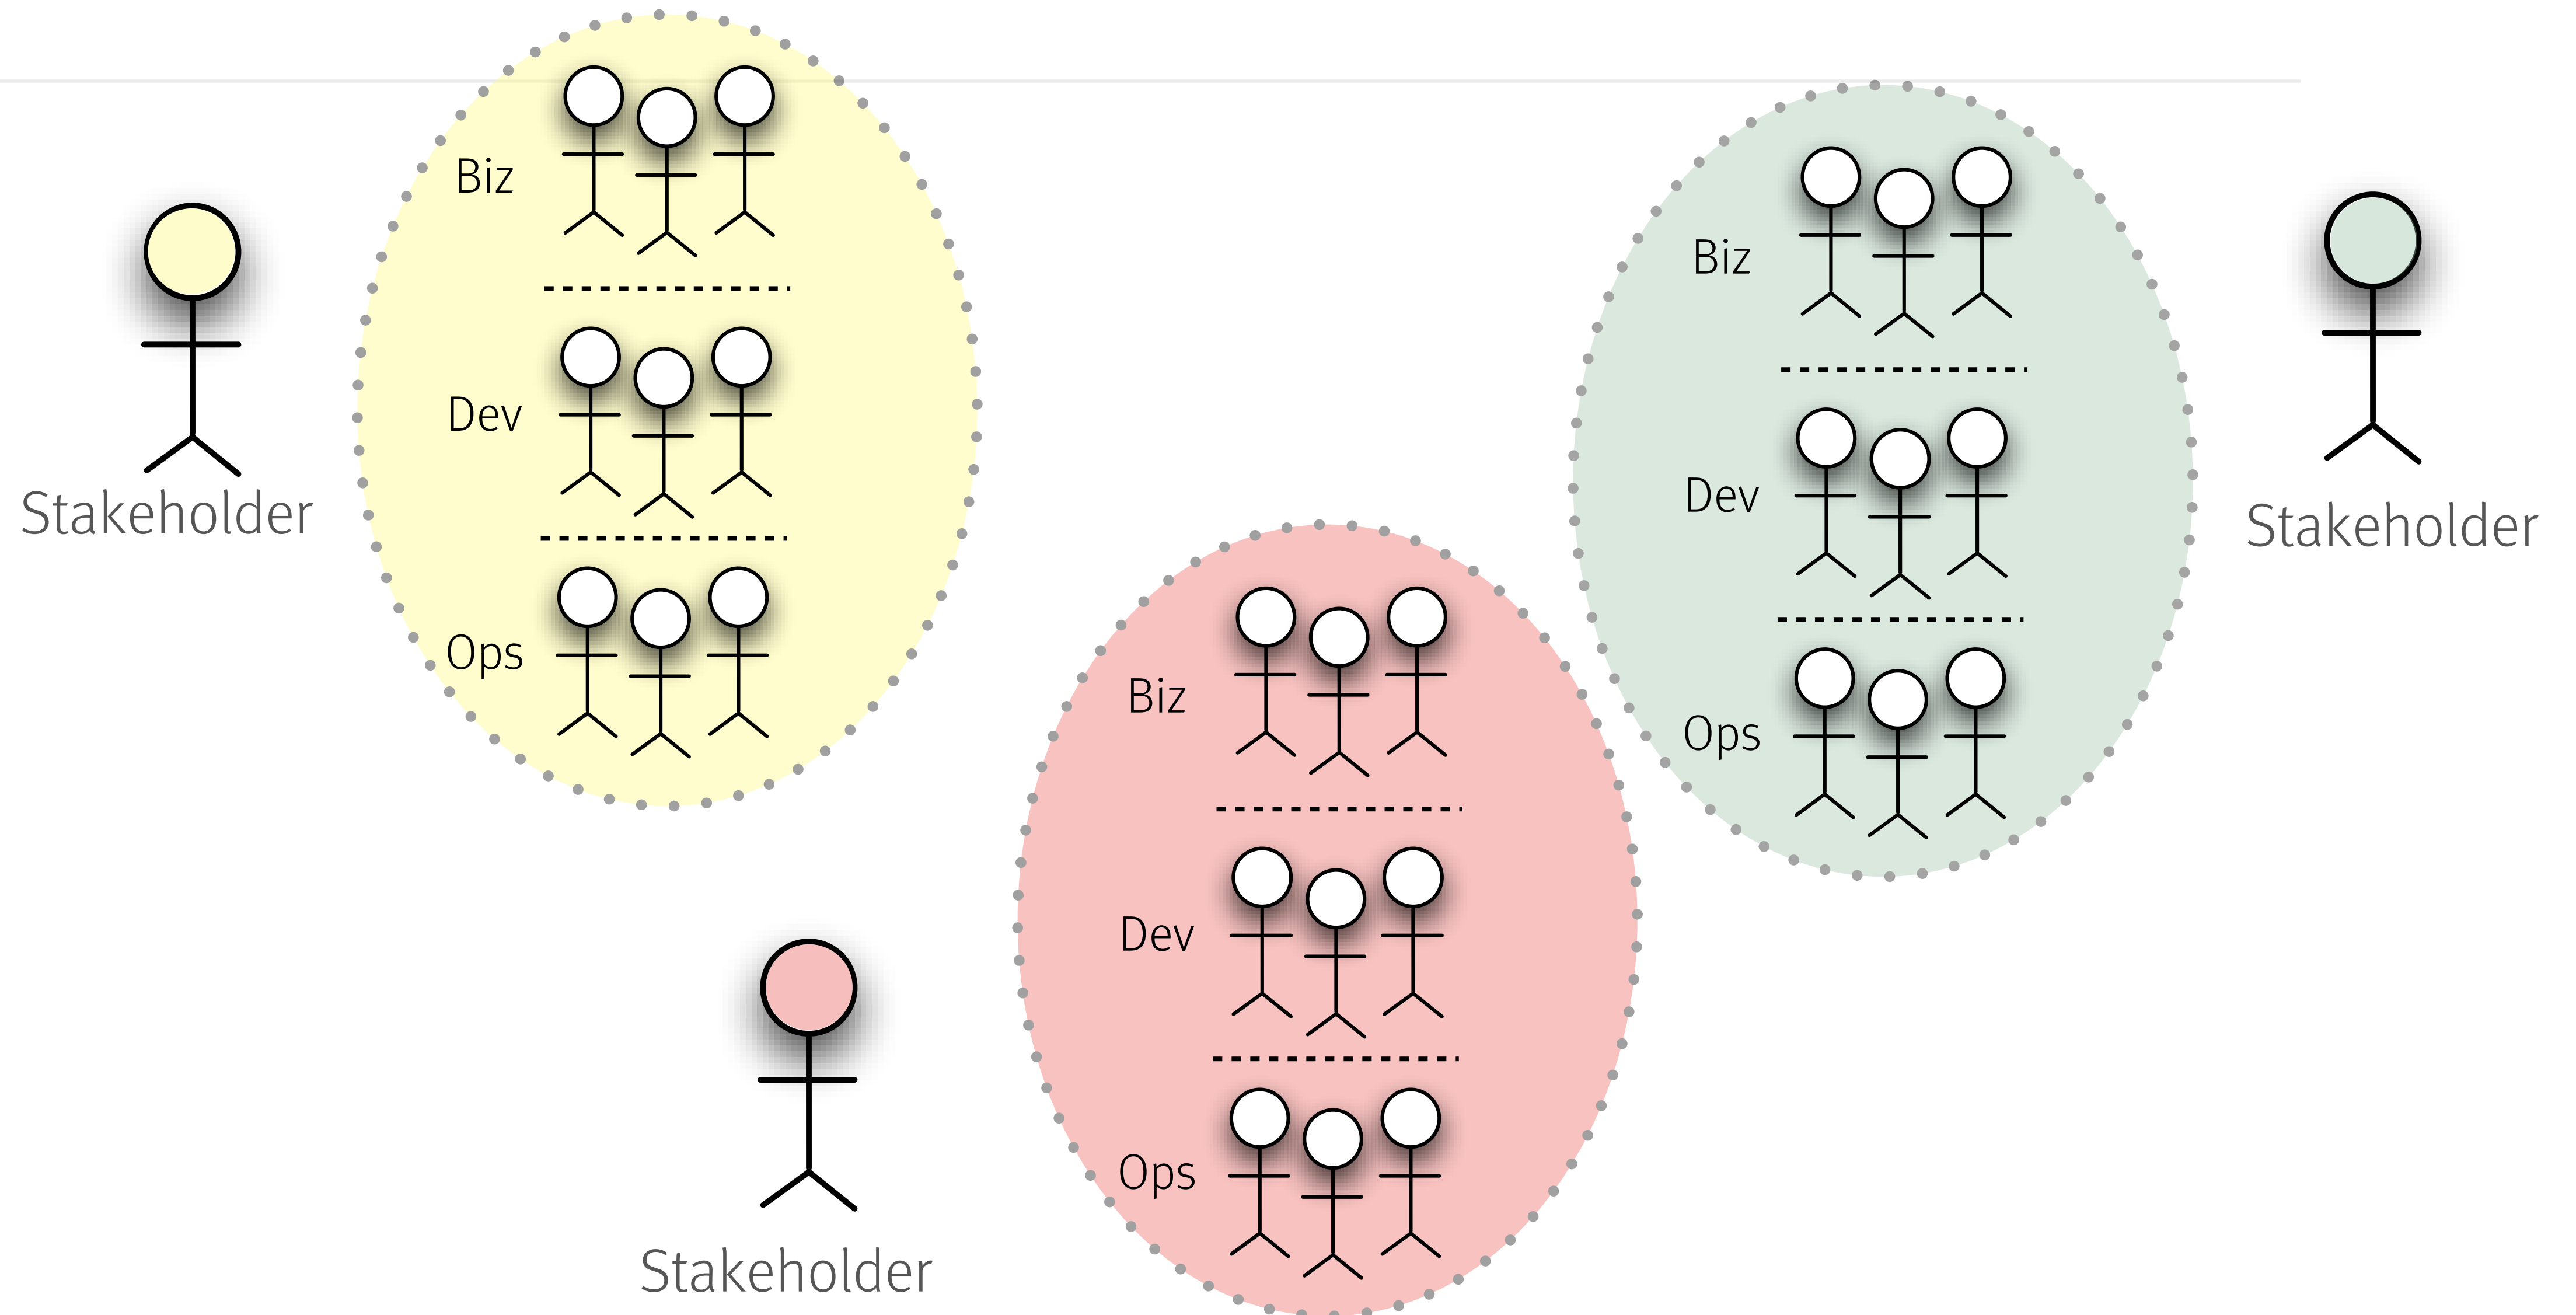 Biz
Dev
Ops
Stakeholder
Biz
Dev
Ops
Stakeholder
Biz
Dev
Ops
Stakeholder